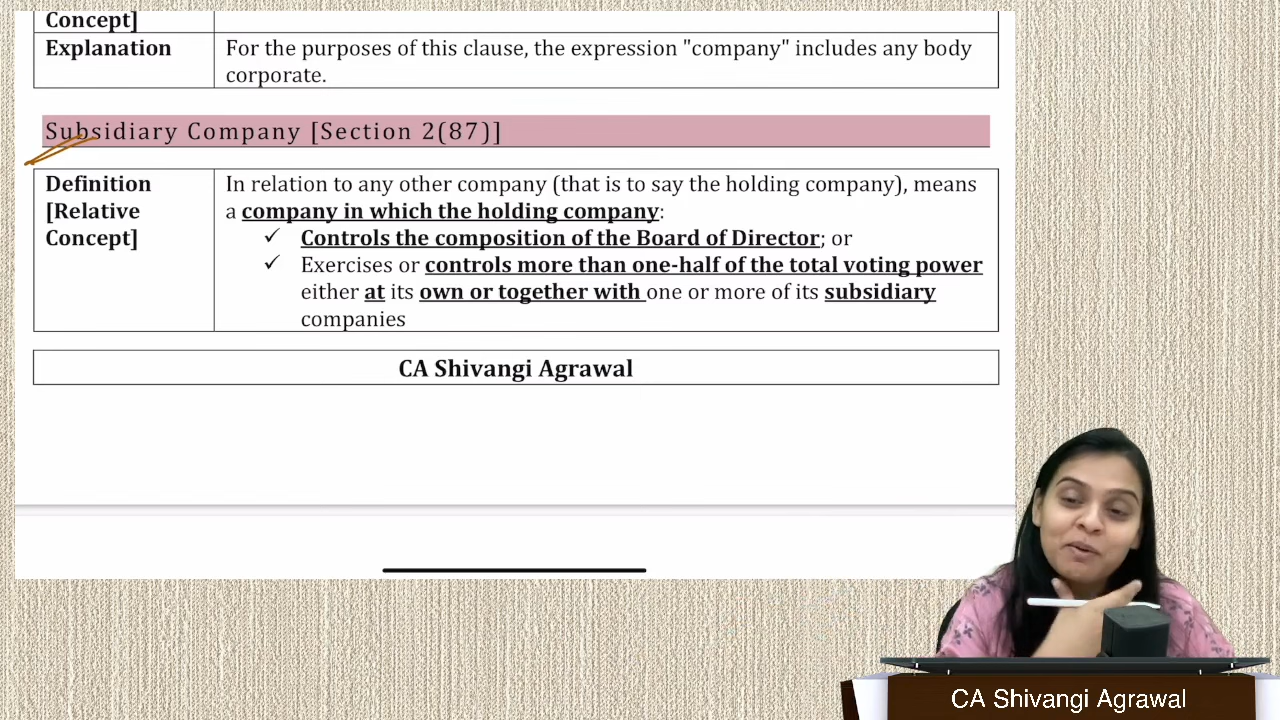 Concept]
Explanation
For the purposes of this clause, the expression "company" includes any body
corporate.
Subsidiary Company [Section 2(87)]
Definition
[Relative
Concept]
In relation to any other company (that is to say the holding company), means
a company in which the holding company:
✓ Controls the composition of the Board of Director; or
✓ Exercises or controls more than one-half of the total voting power
either at its own or together with one or more of its subsidiary
companies
CA Shivangi Agrawal
CA Shivangi Agrawal